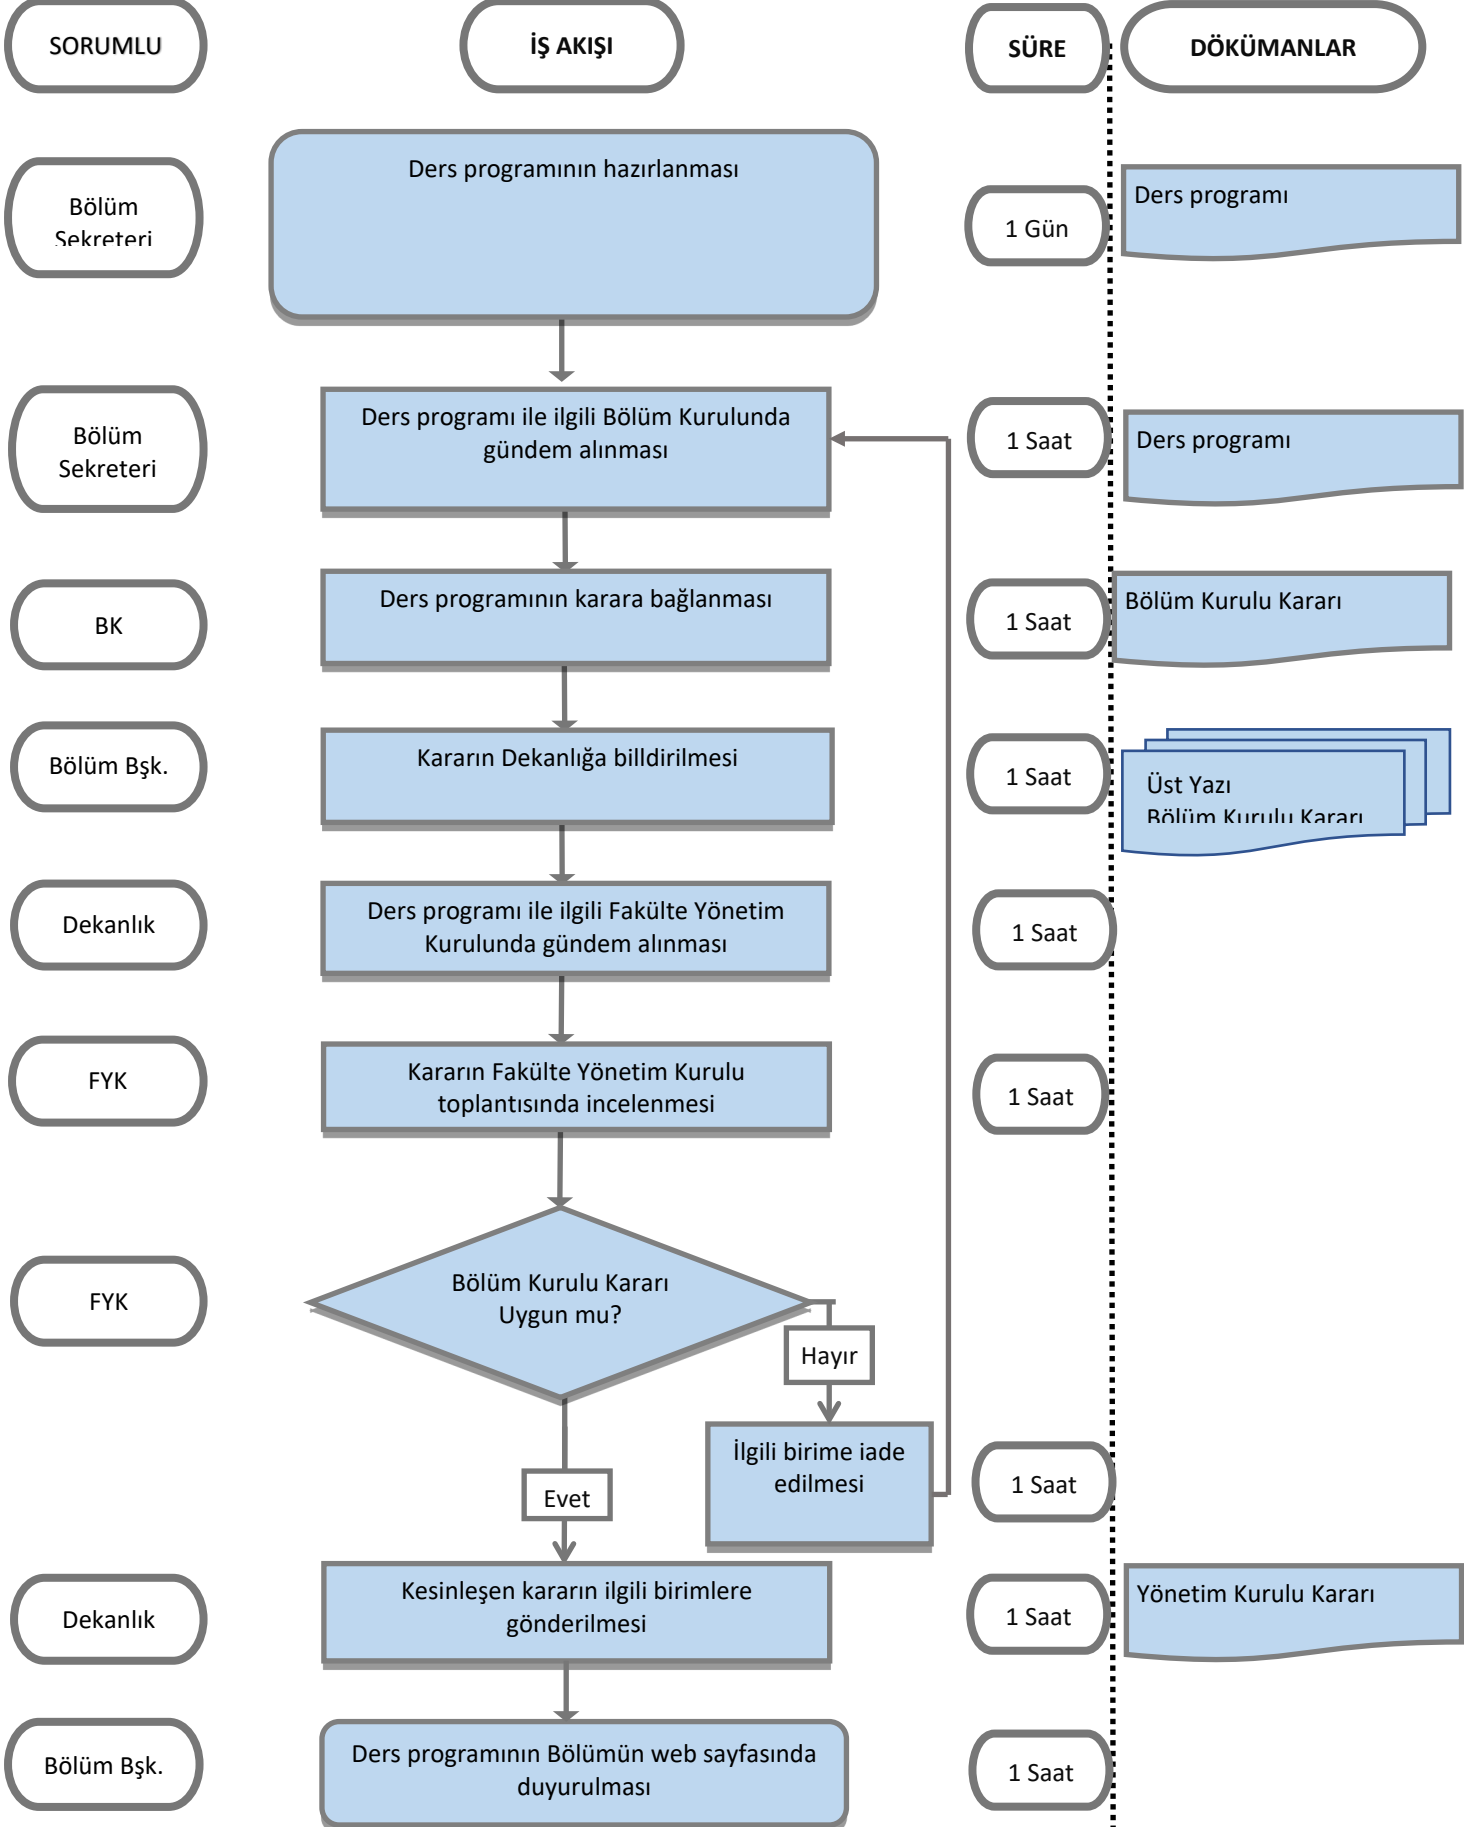 SORUMLU
İŞ AKIŞI
SÜRE
DÖKÜMANLAR
Bölüm
Sekreteri
Ders programının hazırlanması
1 Gün
Ders programı
Bölüm
Sekreteri
Ders programı ile ilgili Bölüm Kurulunda
gündem alınması
1 Saat
Ders programı
BK
Ders programının karara bağlanması
1 Saat
Bölüm Kurulu Kararı
Bölüm Bşk.
Kararın Dekanlığa billdirilmesi
1 Saat
Üst Yazı
Bölüm Kurulu Kararı
Dekanlık
Ders programı ile ilgili Fakülte Yönetim
Kurulunda gündem alınması
1 Saat
FYK
Kararın Fakülte Yönetim Kurulu
toplantısında incelenmesi
1 Saat
FYK
Bölüm Kurulu Kararı
Uygun mu?
Hayır
İlgili birime iade
edilmesi
1 Saat
Evet
Dekanlık
Kesinleşen kararın ilgili birimlere
gönderilmesi
1 Saat
Yönetim Kurulu Kararı
Bölüm Bşk.
Ders programının Bölümün web sayfasında
duyurulması
1 Saat